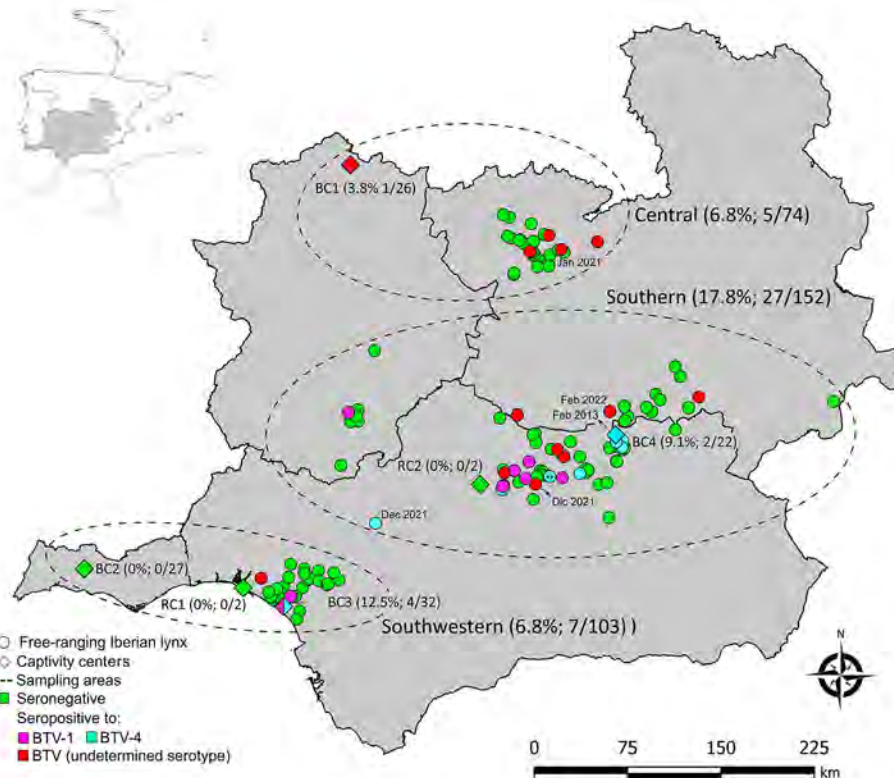 BC1 (3.8% 1/26)
Central (6.8%; 5/74)
Jan 2021
Southern (17.8%; 27/152)
Feb 2022
Feb 2013
BC4 (9.1%; 2/22)
RC2 (0%; 0/2)
Dic 2021
Dec 2021
BC2 (0%; 0/27)
RC1 (0%; 0/2)
BC3 (12.5%; 4/32)
Southwestern (6.8%; 7/103) )
Free-ranging Iberian lynx
Captivity centers
Sampling areas
Seronegative
Seropositive to:
BTV-1 BTV-4
BTV (undetermined serotype)
N
0 75 150 225
km